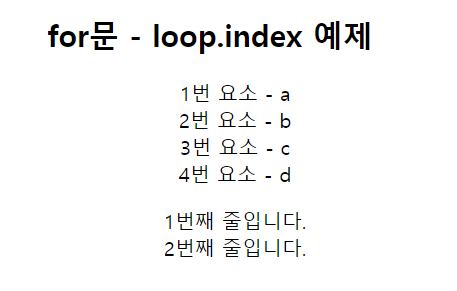 for문 - loop.index 예제
1번 요소 - a
2번 요소 - b
3번 요소 - c
4번 요소 - d
1번째 줄입니다.
2번째 줄입니다.